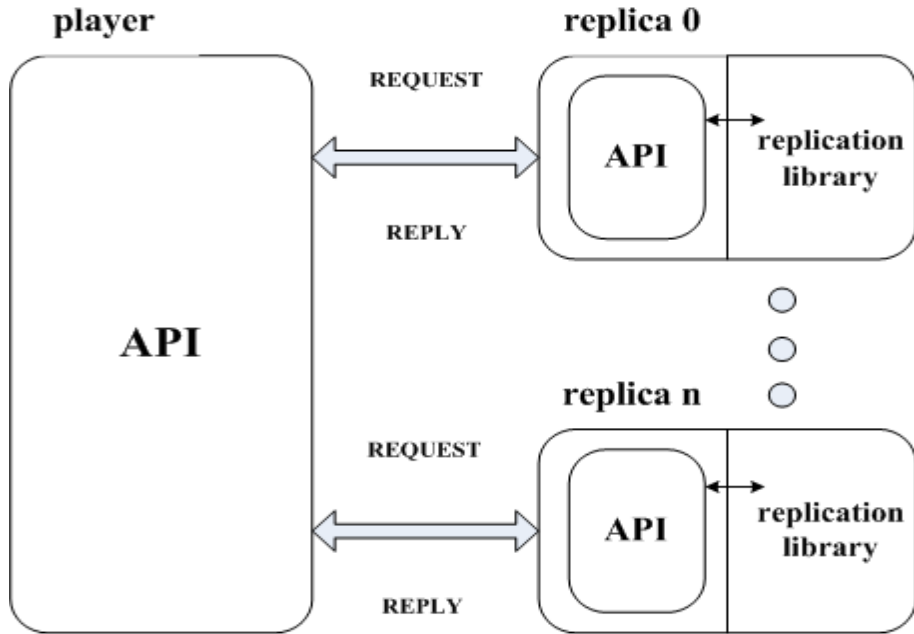 player
replica 0
REQUEST
API
replication
library
REPLY
API
replica n
REQUEST
API
replication
library
REPLY